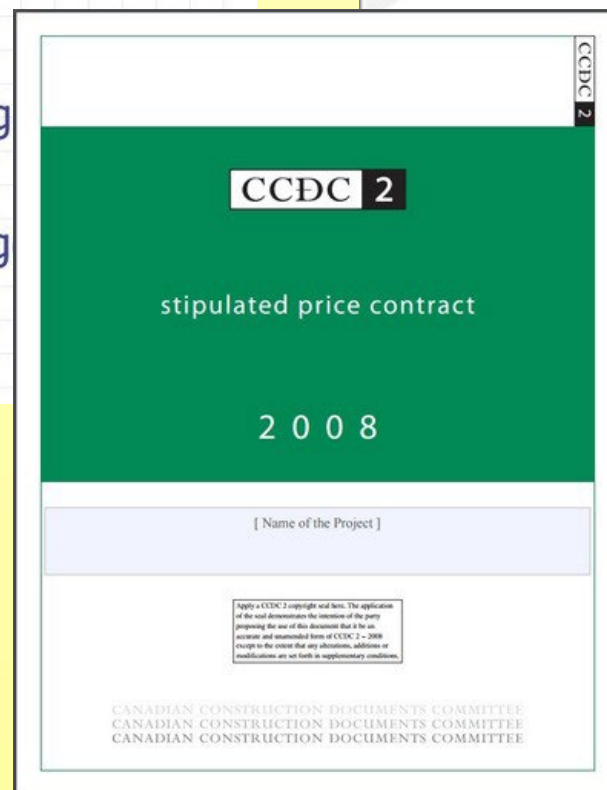 g
g
CCDC 2
CCDC 2
stipulated price contract
2008
[ Name of the Project ]
Apply a CCDC 2 copyright seal here. The application
of the seal demonstrates the intention of the party
proposing the use of this document that it be an
accurate and unamended form of CCDC 2 – 2008
except to the extent that any alterations, additions or
modifications are set forth in supplementary conditions.
CANADIAN CONSTRUCTION DOCUMENTS COMMITTEE
CANADIAN CONSTRUCTION DOCUMENTS COMMITTEE
CANADIAN CONSTRUCTION DOCUMENTS COMMITTEE